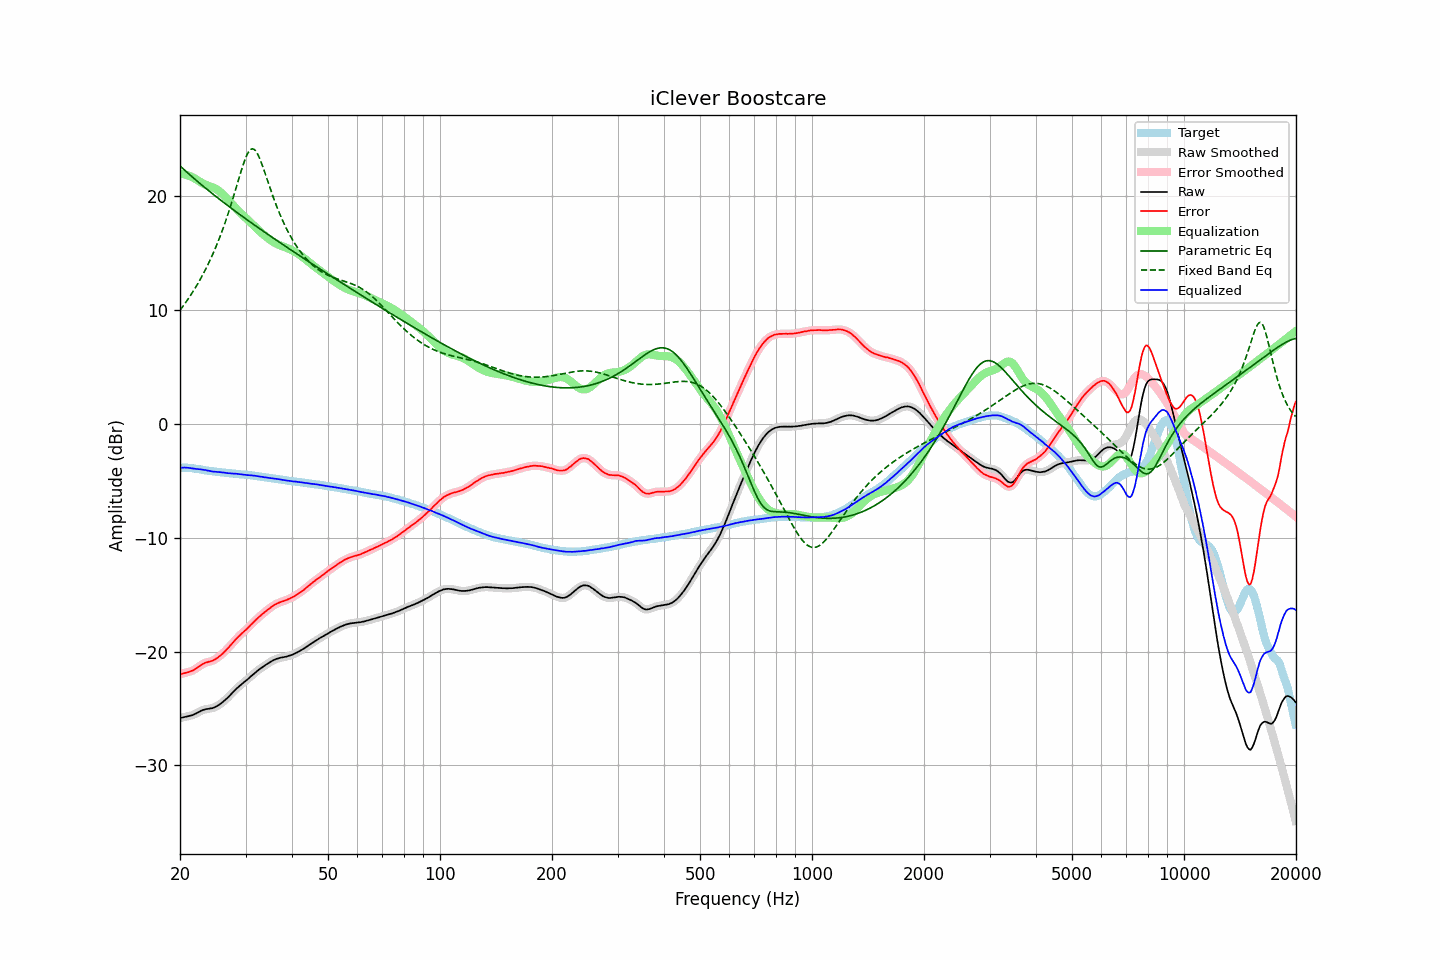 iClever Boostcare
Target
Raw Smoothed
Error Smoothed
Raw
Error
Equalization
Parametric Eq
Fixed Band Eq
Equalized
20
10
0
−10
−20
−30
Amplitude (dBr)
20
50
100
200
500
1000
2000
5000
10000
20000
Frequency (Hz)